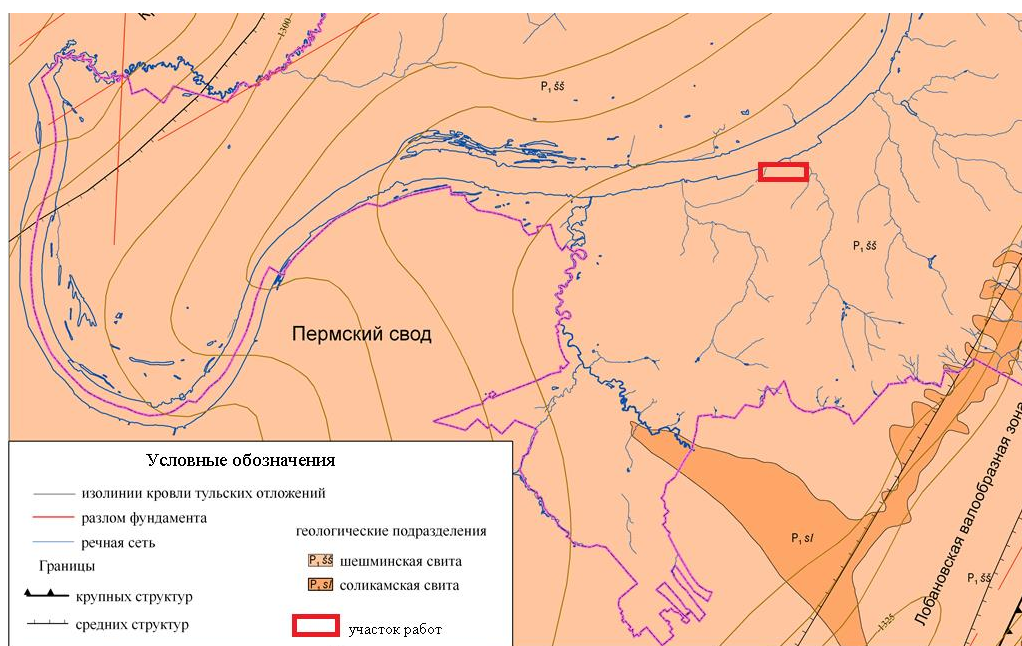 1300
P₁ šš
P₁ šš
Пермский свод
Лобановская валообразная зона
P₁ sl
P₁ šš
1325
Условные обозначения
изолинии кровли тульских отложений
разлом фундамента
речная сеть
Границы
крупных структур
средних структур
геологические подразделения
P₁ šš шешминская свита
P₁ sl соликамская свита
участок работ